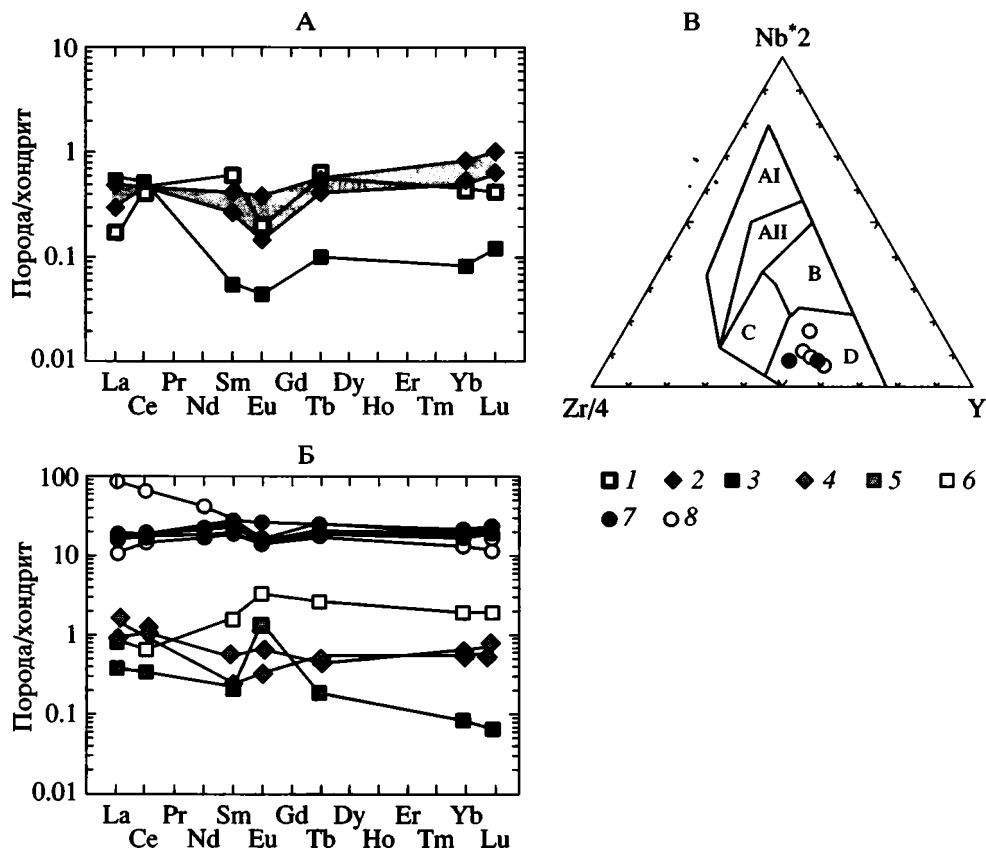 А
Порода/хондрит
10
1
0.1
0.01
La Pr Sm Gd Dy Er Yb
Ce Nd Eu Tb Ho Tm Lu
В
Nb*2
AI
AII
B
C
D
Zr/4
Y
Б
Порода/хондрит
100
10
1
0.1
0.01
La Pr Sm Gd Dy Er Yb
Ce Nd Eu Tb Ho Tm Lu
1 2 3 4 5 6
7 8